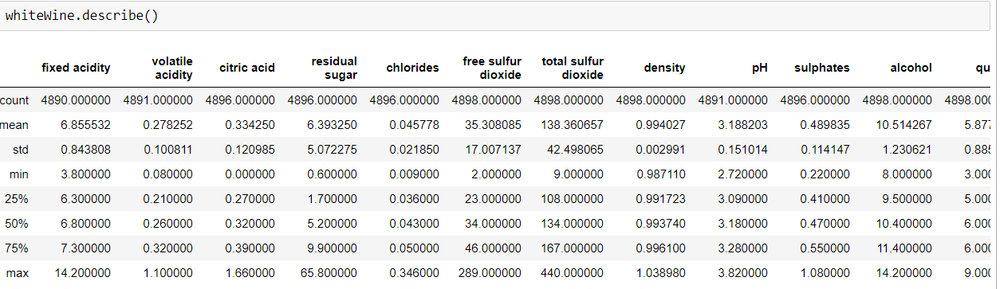 whiteWine.describe()
fixed acidity volatile acidity citric acid residual sugar chlorides free sulfur dioxide total sulfur dioxide density pH sulphates alcohol qu
count 4890.000000 4891.000000 4896.000000 4896.000000 4896.000000 4898.000000 4898.000000 4898.000000 4891.000000 4896.000000 4898.000000 4898.000
mean 6.855532 0.278252 0.334250 6.393250 0.045778 35.308085 138.360657 0.994027 3.188203 0.489835 10.514267 5.877
std 0.843808 0.100811 0.120985 5.072275 0.021850 17.007137 42.498065 0.002991 0.151014 0.114147 1.230621 0.885
min 3.800000 0.080000 0.000000 0.600000 0.009000 2.000000 9.000000 0.987110 2.720000 0.220000 8.000000 3.000
25% 6.300000 0.210000 0.270000 1.700000 0.036000 23.000000 108.000000 0.991723 3.090000 0.410000 9.500000 5.000
50% 6.800000 0.260000 0.320000 5.200000 0.043000 34.000000 134.000000 0.993740 3.180000 0.470000 10.400000 6.000
75% 7.300000 0.320000 0.390000 9.900000 0.050000 46.000000 167.000000 0.996100 3.280000 0.550000 11.400000 6.000
max 14.200000 1.100000 1.660000 65.800000 0.346000 289.000000 440.000000 1.038980 3.820000 1.080000 14.200000 9.000